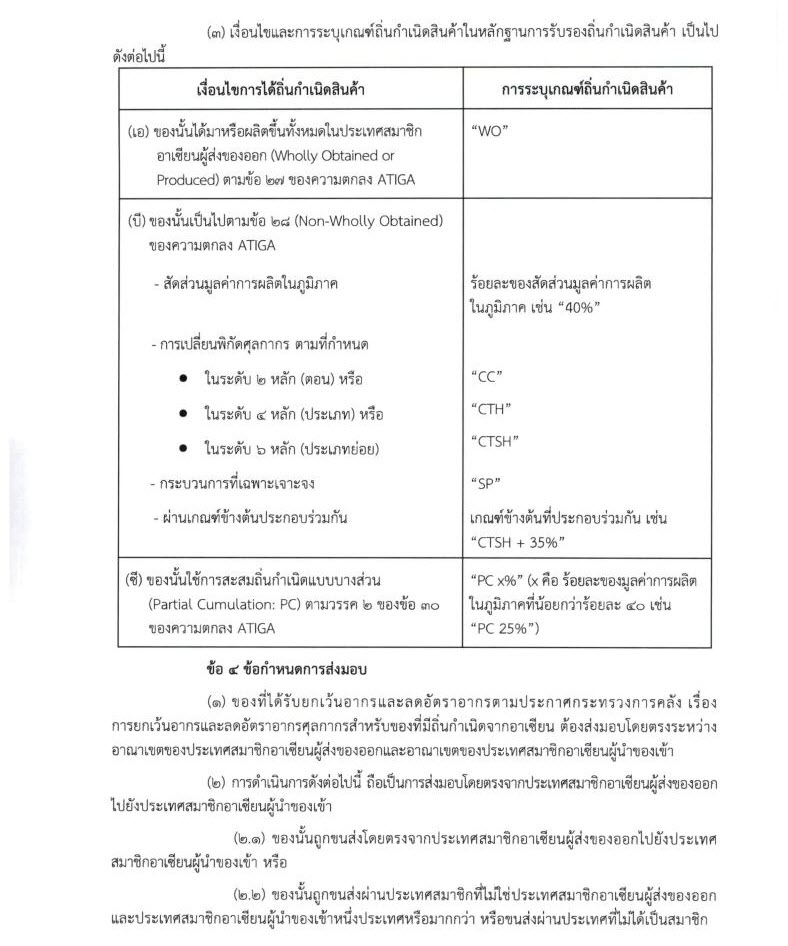 (๓) เงื่อนไขและการระบุเกณฑ์ถิ่นกำเนิดสินค้าในหลักฐานการรับรองถิ่นกำเนิดสินค้า เป็นไป
ดังต่อไปนี้
เงื่อนไขการได้ถิ่นกำเนิดสินค้า
การระบุเกณฑ์ถิ่นกำเนิดสินค้า
(เอ) ของนั้นได้มาหรือผลิตขึ้นทั้งหมดในประเทศสมาชิก
อาเซียนผู้ส่งของออก (Wholly Obtained or
Produced) ตามข้อ ๒๗ ของความตกลง ATIGA
“WO”
(บี) ของนั้นเป็นไปตามข้อ ๒๘ (Non-Wholly Obtained)
ของความตกลง ATIGA
- สัดส่วนมูลค่าการผลิตในภูมิภาค
ร้อยละของสัดส่วนมูลค่าการผลิต
ในภูมิภาค เช่น “40%”
- การเปลี่ยนพิกัดศุลกากร ตามที่กำหนด
● ในระดับ ๒ หลัก (ตอน) หรือ
“CC”
● ในระดับ ๔ หลัก (ประเภท) หรือ
“CTH”
● ในระดับ ๖ หลัก (ประเภทย่อย)
“CTSH”
- กระบวนการที่เฉพาะเจาะจง
“SP”
- ผ่านเกณฑ์ข้างต้นประกอบร่วมกัน
เกณฑ์ข้างต้นที่ประกอบร่วมกัน เช่น
“CTSH + 35%”
(ซี) ของนั้นใช้การสะสมถิ่นกำเนิดแบบบางส่วน
(Partial Cumulation: PC) ตามวรรค ๒ ของข้อ ๓๐
ของความตกลง ATIGA
“PC x%” (x คือ ร้อยละของมูลค่าการผลิต
ในภูมิภาคที่น้อยกว่าร้อยละ ๔๐ เช่น
“PC 25%”)
ข้อ ๔ ข้อกำหนดการส่งมอบ
(๑) ของที่ได้รับยกเว้นอากรและลดอัตราอากรตามประกาศกระทรวงการคลัง เรื่อง
การยกเว้นอากรและลดอัตราอากรศุลกากรสำหรับของที่มีถิ่นกำเนิดจากอาเซียน ต้องส่งมอบโดยตรงระหว่าง
อาณาเขตของประเทศสมาชิกอาเซียนผู้ส่งของออกและอาณาเขตของประเทศสมาชิกอาเซียนผู้นำของเข้า
(๒) การดำเนินการดังต่อไปนี้ ถือเป็นการส่งมอบโดยตรงจากประเทศสมาชิกอาเซียนผู้ส่งของออก
ไปยังประเทศสมาชิกอาเซียนผู้นำของเข้า
(๒.๑) ของนั้นถูกขนส่งโดยตรงจากประเทศสมาชิกอาเซียนผู้ส่งของออกไปยังประเทศ
สมาชิกอาเซียนผู้นำของเข้า หรือ
(๒.๒) ของนั้นถูกขนส่งผ่านประเทศสมาชิกที่ไม่ใช่ประเทศสมาชิกอาเซียนผู้ส่งของออก
และประเทศสมาชิกอาเซียนผู้นำของเข้าหนึ่งประเทศหรือมากกว่า หรือขนส่งผ่านประเทศที่ไม่ได้เป็นสมาชิก